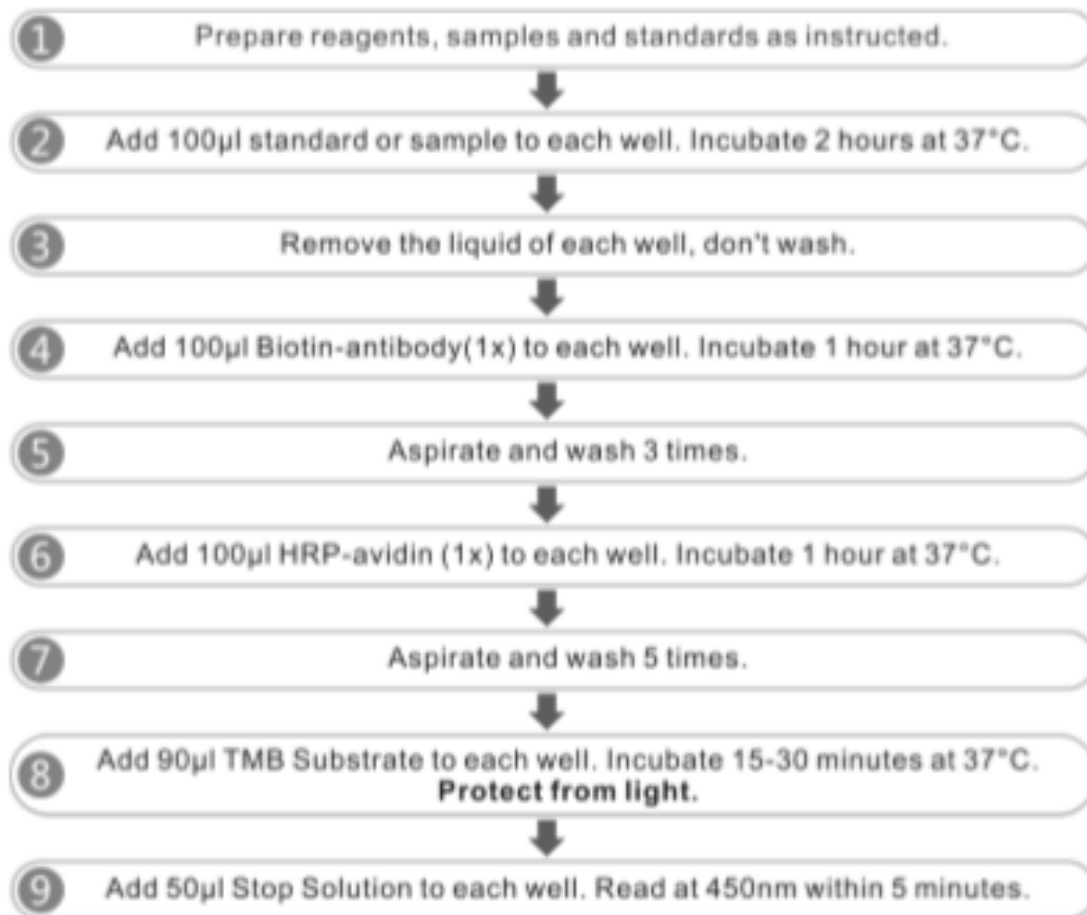 1 Prepare reagents, samples and standards as instructed.
2 Add 100µl standard or sample to each well. Incubate 2 hours at 37°C.
3 Remove the liquid of each well, don't wash.
4 Add 100µl Biotin-antibody(1x) to each well. Incubate 1 hour at 37°C.
5 Aspirate and wash 3 times.
6 Add 100µl HRP-avidin (1x) to each well. Incubate 1 hour at 37°C.
7 Aspirate and wash 5 times.
8 Add 90µl TMB Substrate to each well. Incubate 15-30 minutes at 37°C.
Protect from light.
9 Add 50µl Stop Solution to each well. Read at 450nm within 5 minutes.